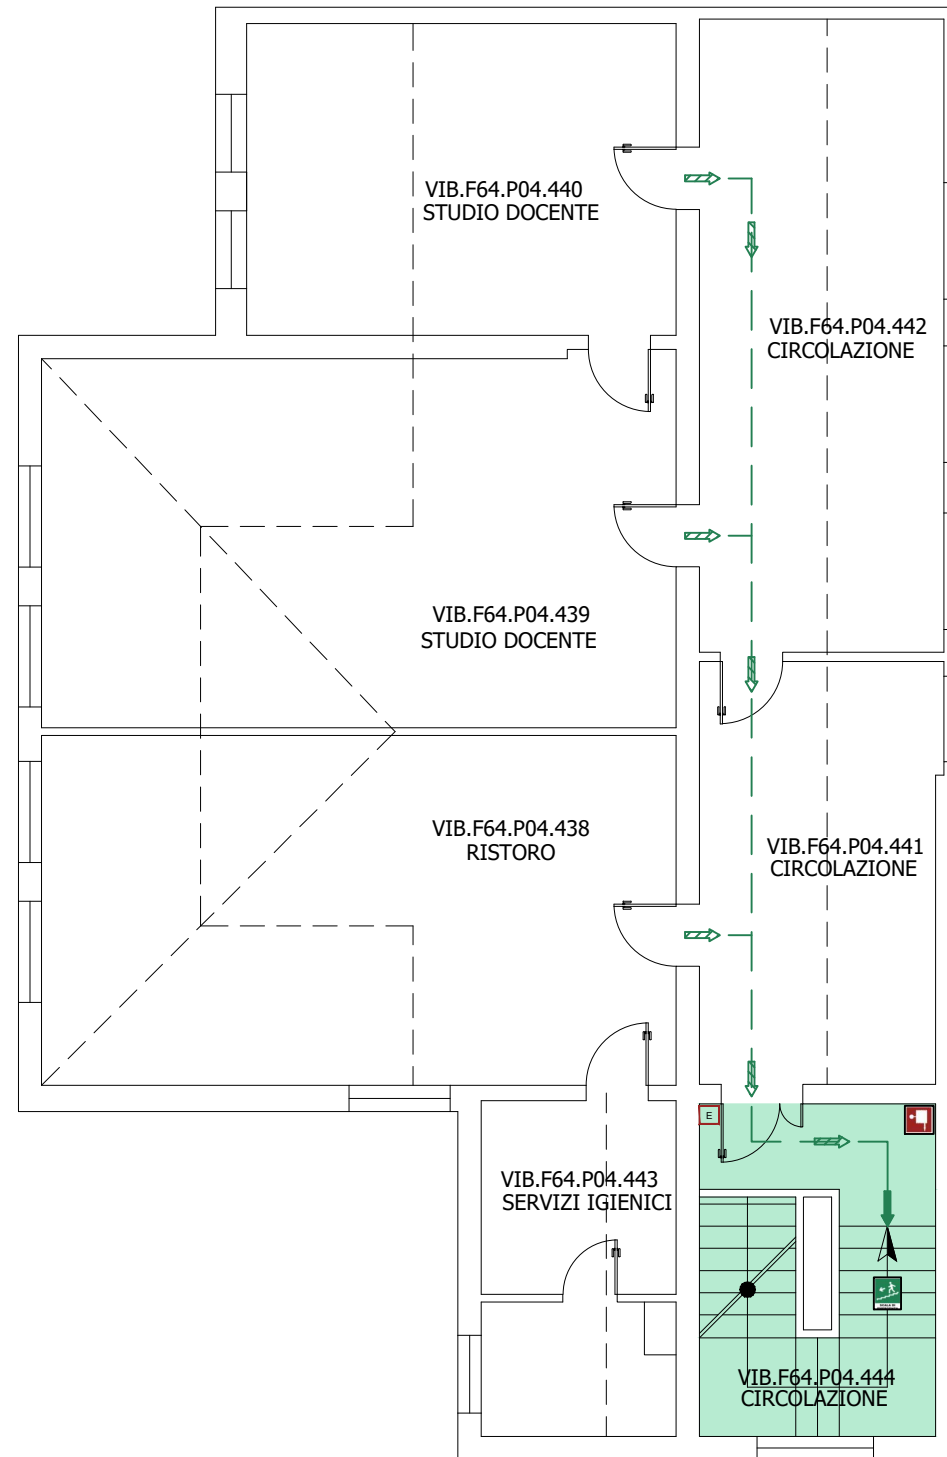 VIB.F64.P04.440
STUDIO DOCENTE
VIB.F64.P04.442
CIRCOLAZIONE
VIB.F64.P04.439
STUDIO DOCENTE
VIB.F64.P04.438
RISTORO
VIB.F64.P04.441
CIRCOLAZIONE
E
VIB.F64.P04.443
SERVIZI IGIENICI
VIB.F64.P04.444
CIRCOLAZIONE